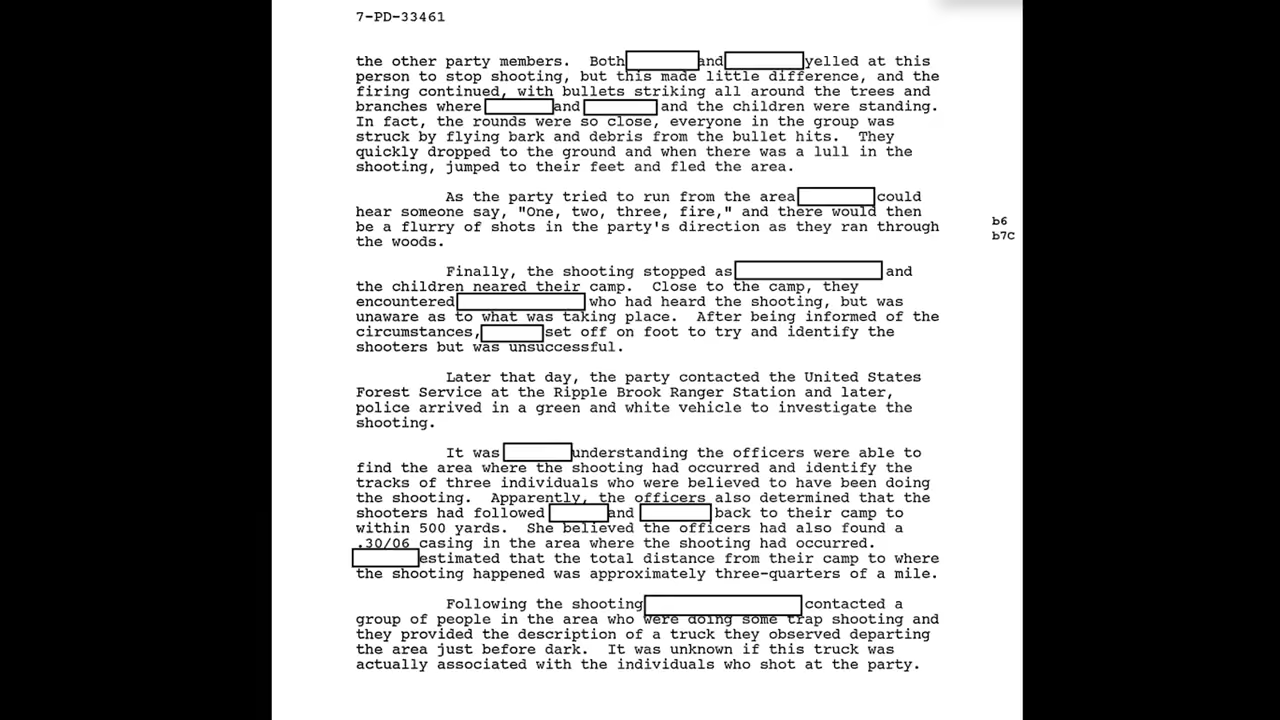 7-PD-33461
the other party members.  Both and yelled at this
person to stop shooting, but this made little difference, and the
firing continued, with bullets striking all around the trees and
branches where and and the children were standing.
In fact, the rounds were so close, everyone in the group was
struck by flying bark and debris from the bullet hits.  They
quickly dropped to the ground and when there was a lull in the
shooting, jumped to their feet and fled the area.
As the party tried to run from the area could
hear someone say, "One, two, three, fire," and there would then
be a flurry of shots in the party's direction as they ran through
the woods.
b6
b7C
Finally, the shooting stopped as and
the children neared their camp.  Close to the camp, they
encountered who had heard the shooting, but was
unaware as to what was taking place.  After being informed of the
circumstances, set off on foot to try and identify the
shooters but was unsuccessful.
Later that day, the party contacted the United States
Forest Service at the Ripple Brook Ranger Station and later,
police arrived in a green and white vehicle to investigate the
shooting.
It was understanding the officers were able to
find the area where the shooting had occurred and identify the
tracks of three individuals who were believed to have been doing
the shooting.  Apparently, the officers also determined that the
shooters had followed and back to their camp to
within 500 yards.  She believed the officers had also found a
.30/06 casing in the area where the shooting had occurred.
estimated that the total distance from their camp to where
the shooting happened was approximately three-quarters of a mile.
Following the shooting contacted a
group of people in the area who were doing some trap shooting and
they provided the description of a truck they observed departing
the area just before dark.  It was unknown if this truck was
actually associated with the individuals who shot at the party.